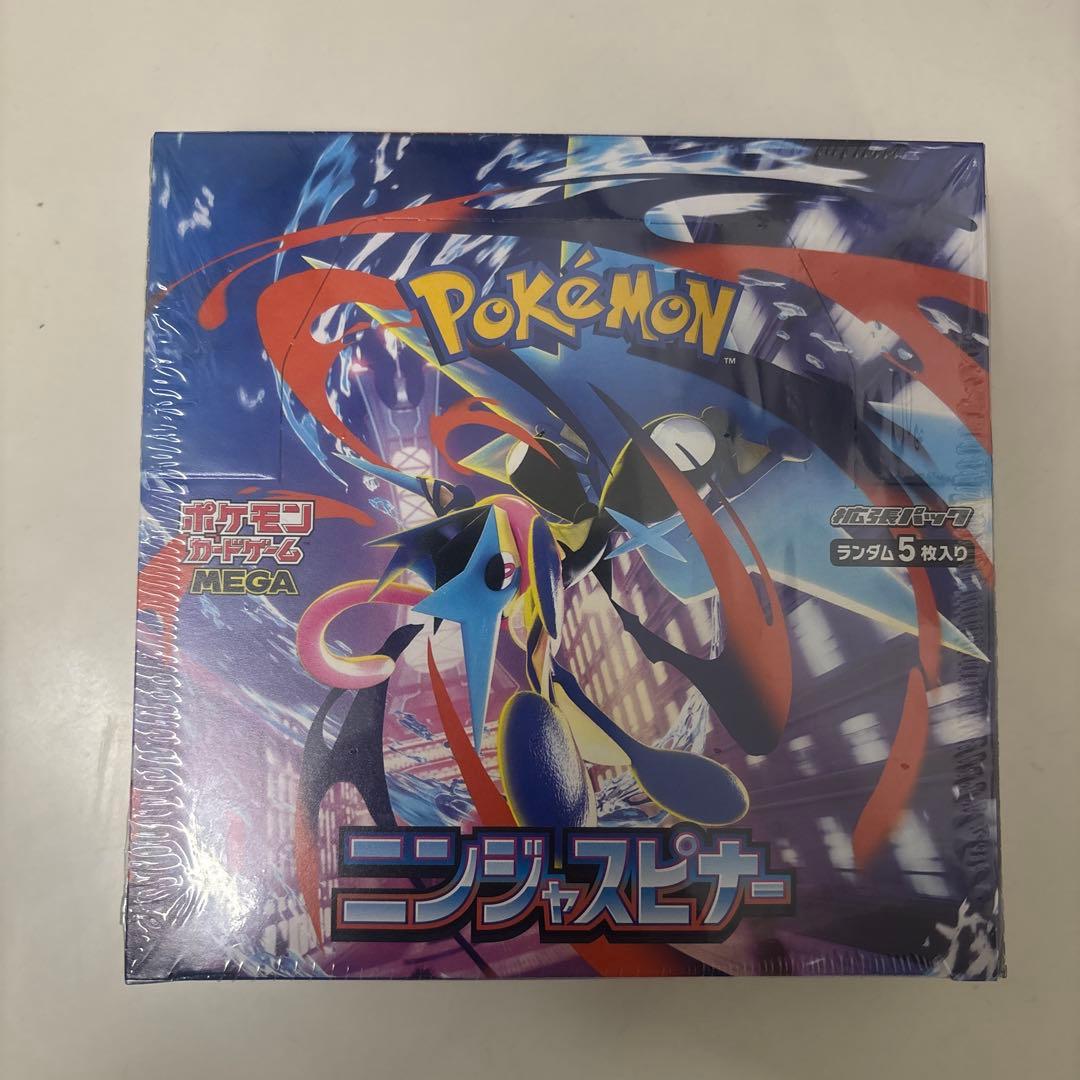 POKéMON
TM
ポケモン
カードゲーム
MEGA
拡張パック
ランダム5枚入り
ニンジャスピナー